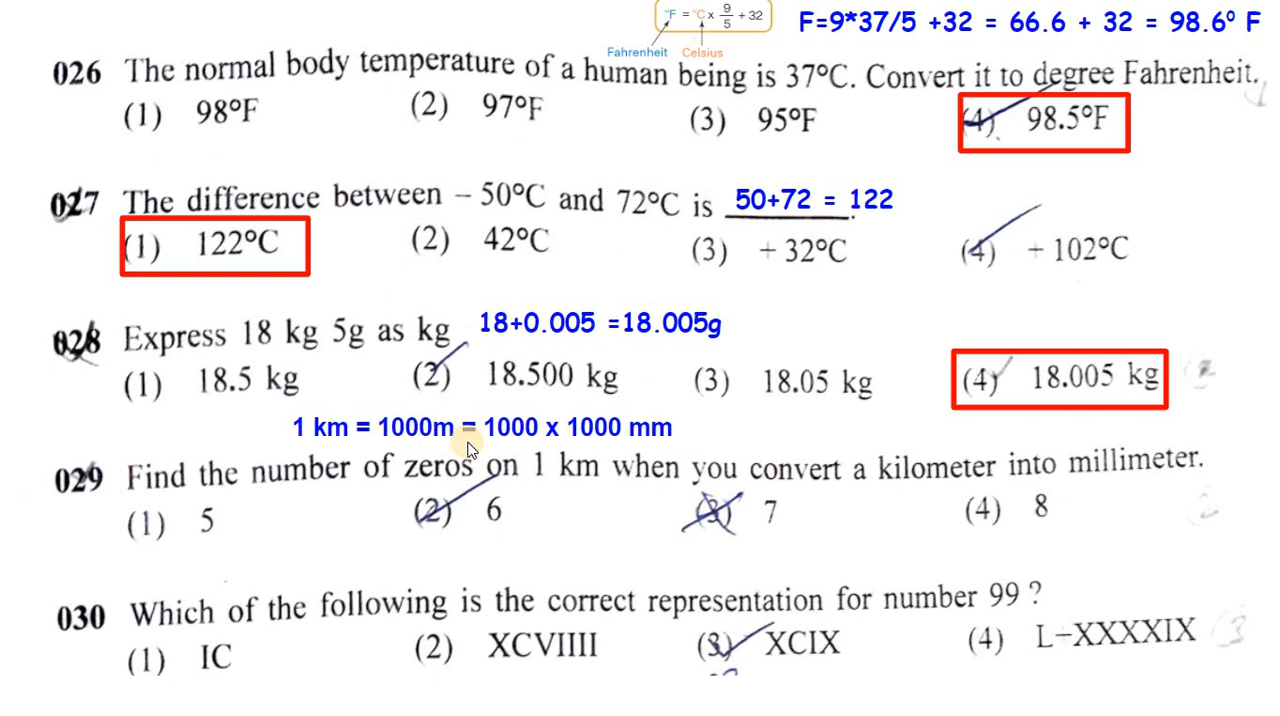 °F = °C x 9/5 + 32
Fahrenheit Celsius
F=9*37/5 +32 = 66.6 + 32 = 98.6⁰ F
026 The normal body temperature of a human being is 37°C. Convert it to degree Fahrenheit.
(1) 98°F (2) 97°F (3) 95°F (4) 98.5°F
027 The difference between – 50°C and 72°C is ________. 50+72 = 122
(1) 122°C (2) 42°C (3) + 32°C (4) + 102°C
028 Express 18 kg 5g as kg 18+0.005 =18.005g
(1) 18.5 kg (2) 18.500 kg (3) 18.05 kg (4) 18.005 kg
1 km = 1000m = 1000 x 1000 mm
029 Find the number of zeros on 1 km when you convert a kilometer into millimeter.
(1) 5 (2) 6 (3) 7 (4) 8
030 Which of the following is the correct representation for number 99 ?
(1) IC (2) XCVIIII (3) XCIX (4) L–XXXXIX